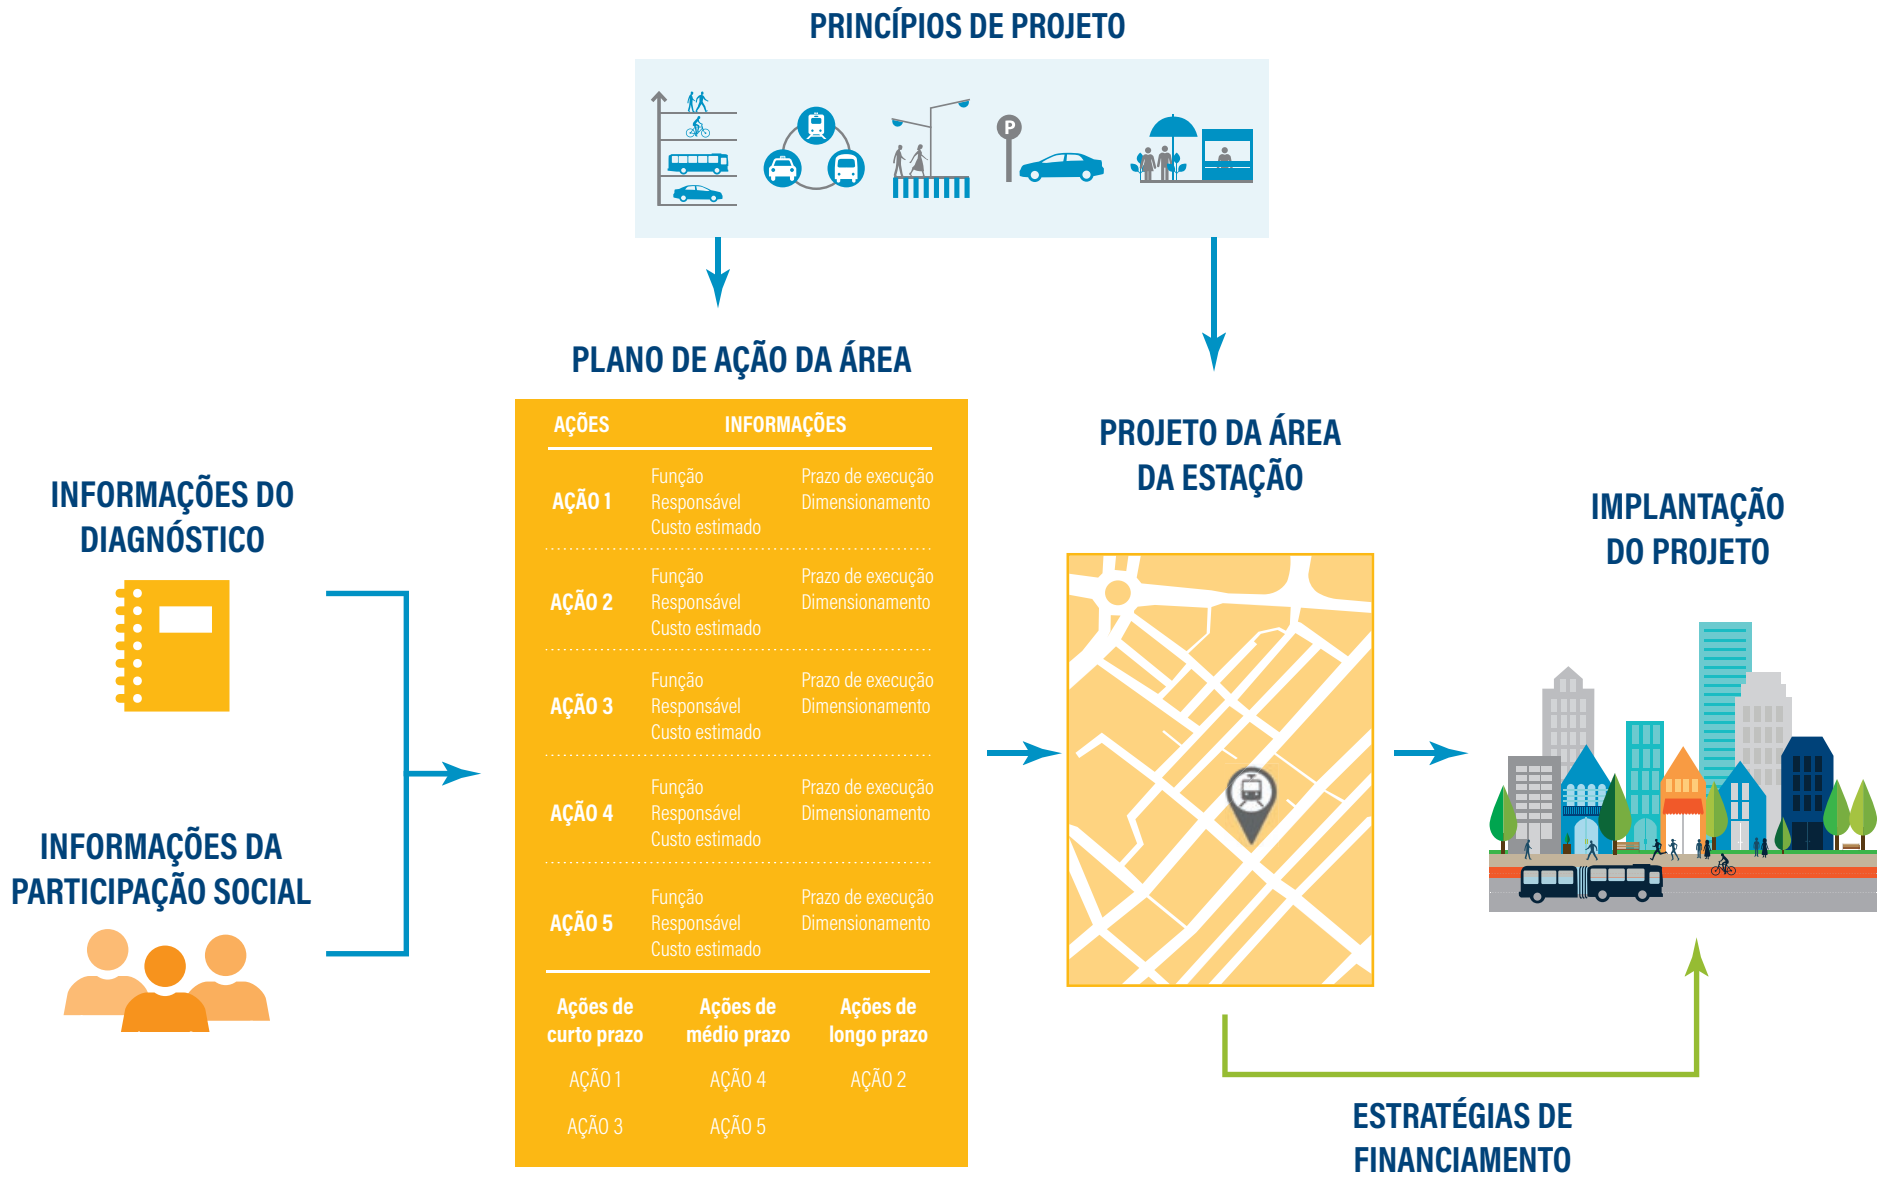 PRINCÍPIOS DE PROJETO
P
PLANO DE AÇÃO DA ÁREA
AÇÕES INFORMAÇÕES
AÇÃO 1
Função
Responsável
Custo estimado
Prazo de execução
Dimensionamento
AÇÃO 2
Função
Responsável
Custo estimado
Prazo de execução
Dimensionamento
AÇÃO 3
Função
Responsável
Custo estimado
Prazo de execução
Dimensionamento
AÇÃO 4
Função
Responsável
Custo estimado
Prazo de execução
Dimensionamento
AÇÃO 5
Função
Responsável
Custo estimado
Prazo de execução
Dimensionamento
Ações de
curto prazo
Ações de
médio prazo
Ações de
longo prazo
AÇÃO 1 AÇÃO 4 AÇÃO 2
AÇÃO 3 AÇÃO 5
INFORMAÇÕES DO
DIAGNÓSTICO
INFORMAÇÕES DA
PARTICIPAÇÃO SOCIAL
PROJETO DA ÁREA
DA ESTAÇÃO
IMPLANTAÇÃO
DO PROJETO
ESTRATÉGIAS DE
FINANCIAMENTO